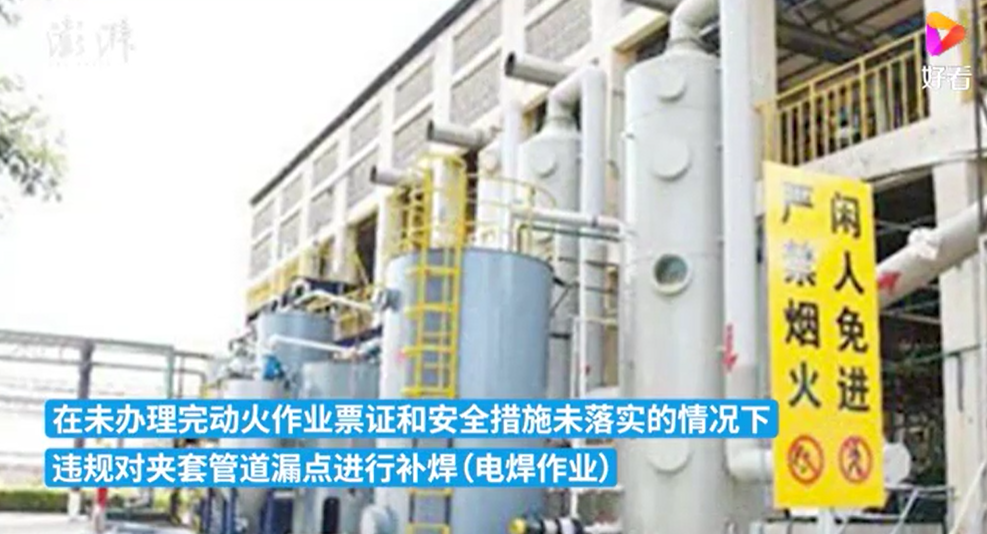 澎湃
好看
严禁烟火
闲人免进
在未办理完动火作业票证和安全措施未落实的情况下
违规对夹套管道漏点进行补焊(电焊作业)